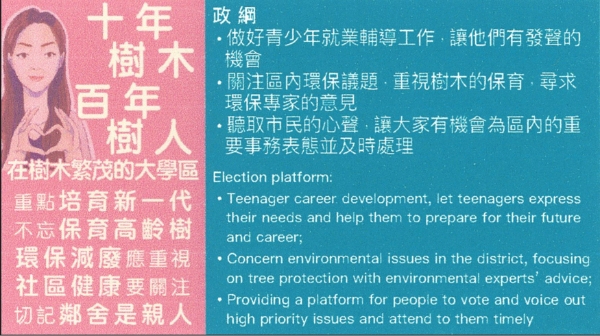 十年
樹木
百年
樹人
在樹木繁茂的大學區
重點培育新一代
不忘保育高齡樹
環保減廢應重視
社區健康要關注
切記鄰舍是親人
政綱
•做好青少年就業輔導工作，讓他們有發聲的
機會
•關注區內環保議題，重視樹木的保育，尋求
環保專家的意見
•聽取市民的心聲，讓大家有機會為區內的重
要事務表態並及時處理
Election platform:
• Teenager career development, let teenagers express
their needs and help them to prepare for their future
and career;
• Concern environmental issues in the district, focusing
on tree protection with environmental experts' advice;
• Providing a platform for people to vote and voice out
high priority issues and attend to them timely